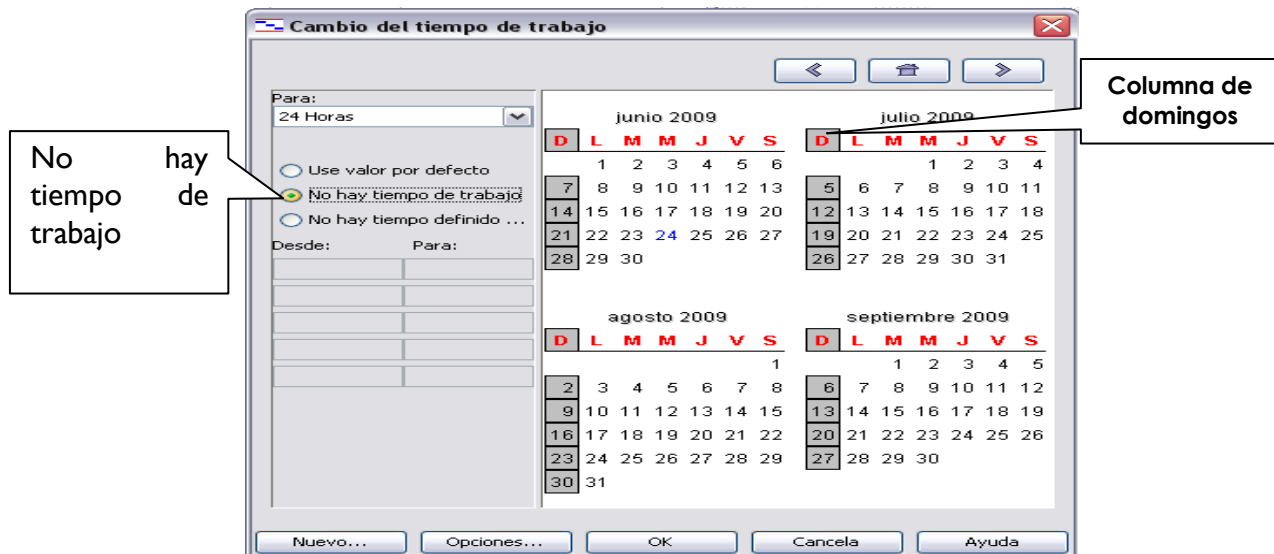 Cambio del tiempo de trabajo
Para:
24 Horas
Use valor por defecto
No hay tiempo de trabajo
No hay tiempo definido ...
Desde: Para:
No hay
tiempo de
trabajo
Columna de
domingos
junio 2009
D L M M J V S
1 2 3 4 5 6
7 8 9 10 11 12 13
14 15 16 17 18 19 20
21 22 23 24 25 26 27
28 29 30
julio 2009
D L M M J V S
1 2 3 4
5 6 7 8 9 10 11
12 13 14 15 16 17 18
19 20 21 22 23 24 25
26 27 28 29 30 31
agosto 2009
D L M M J V S
1
2 3 4 5 6 7 8
9 10 11 12 13 14 15
16 17 18 19 20 21 22
23 24 25 26 27 28 29
30 31
septiembre 2009
D L M M J V S
1 2 3 4 5
6 7 8 9 10 11 12
13 14 15 16 17 18 19
20 21 22 23 24 25 26
27 28 29 30
Nuevo... Opciones... OK Cancela Ayuda